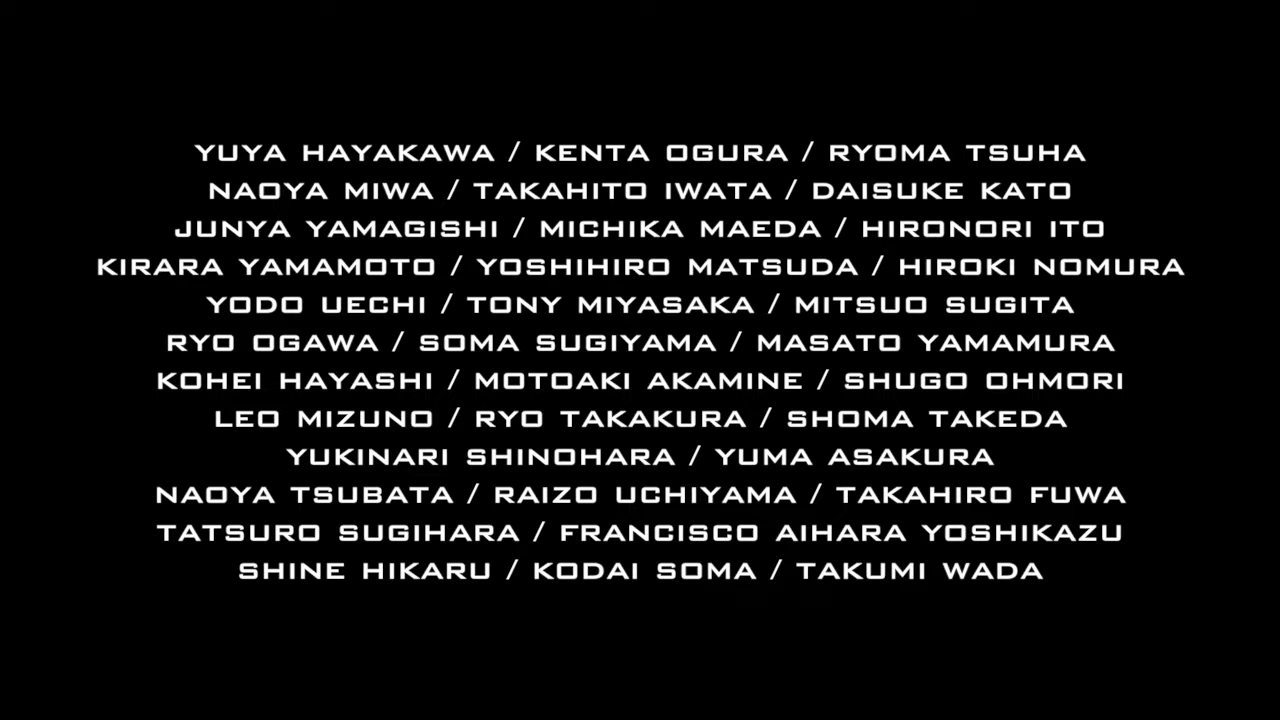 YUYA HAYAKAWA / KENTA OGURA / RYOMA TSUHA
NAOYA MIWA / TAKAHITO IWATA / DAISUKE KATO
JUNYA YAMAGISHI / MICHIKA MAEDA / HIRONORI ITO
KIRARA YAMAMOTO / YOSHIHIRO MATSUDA / HIROKI NOMURA
YODO UECHI / TONY MIYASAKA / MITSUO SUGITA
RYO OGAWA / SOMA SUGIYAMA / MASATO YAMAMURA
KOHEI HAYASHI / MOTOAKI AKAMINE / SHUGO OHMORI
LEO MIZUNO / RYO TAKAKURA / SHOMA TAKEDA
YUKINARI SHINOHARA / YUMA ASAKURA
NAOYA TSUBATA / RAIZO UCHIYAMA / TAKAHIRO FUWA
TATSURO SUGIHARA / FRANCISCO AIHARA YOSHIKAZU
SHINE HIKARU / KODAI SOMA / TAKUMI WADA